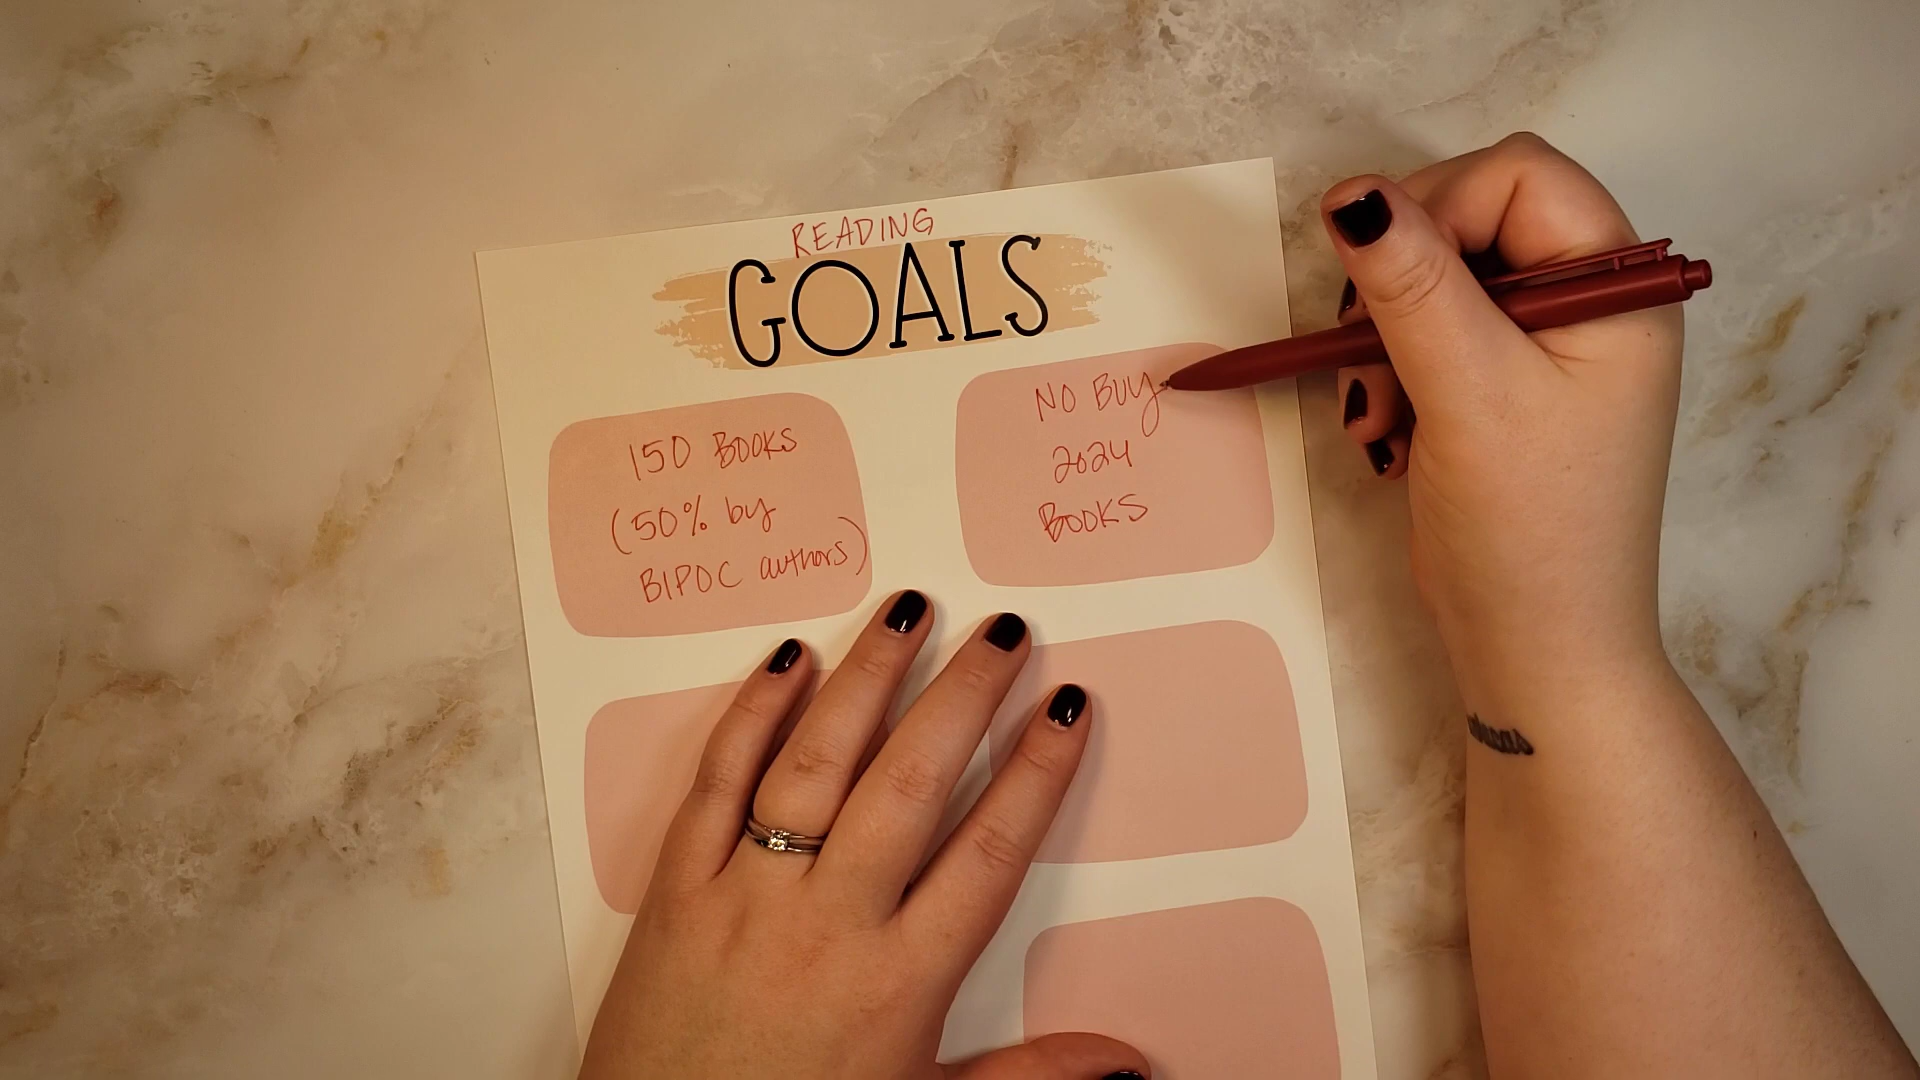 READING
GOALS
150 BOOKS
(50% by
BIPOC authors)
NO BUY
2024
BOOKS